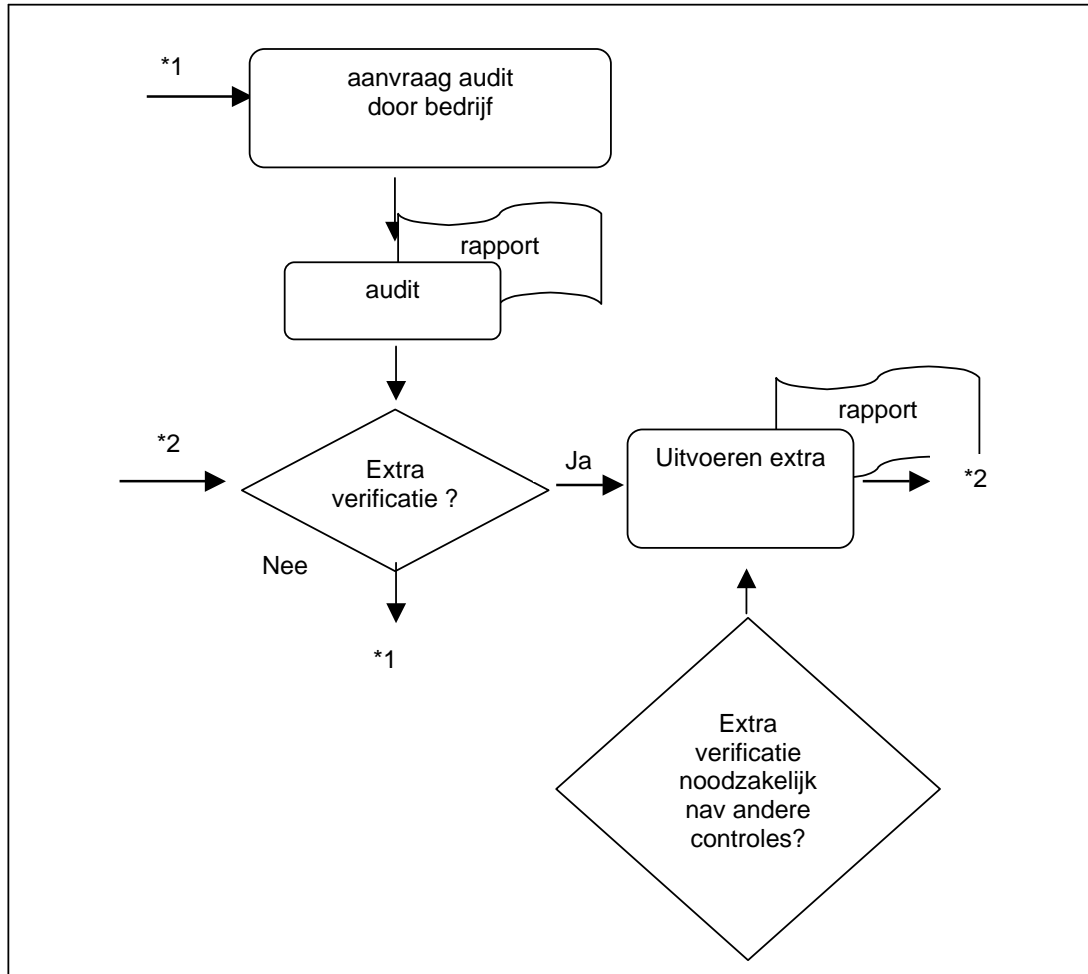 *1
aanvraag audit
door bedrijf
rapport
audit
*2
Extra
verificatie ?
Ja
Uitvoeren extra
rapport
*2
Nee
*1
Extra
verificatie
noodzakelijk
nav andere
controles?